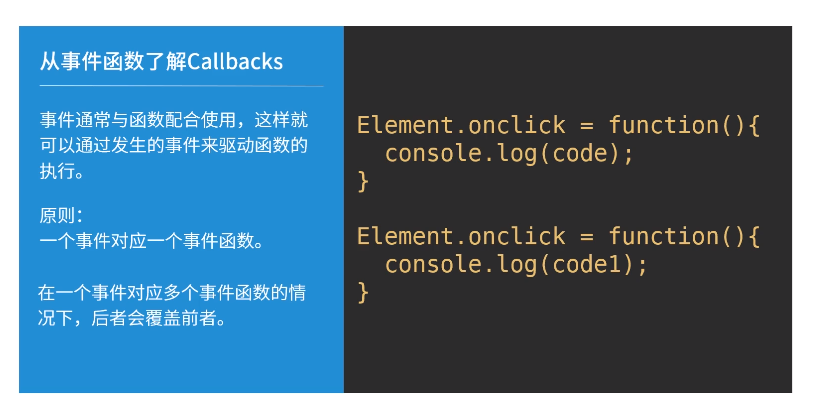 从事件函数了解Callbacks
事件通常与函数配合使用，这样就
可以通过发生的事件来驱动函数的
执行。
原则：
一个事件对应一个事件函数。
在一个事件对应多个事件函数的情
况下，后者会覆盖前者。
Element.onclick = function(){
  console.log(code);
}
Element.onclick = function(){
  console.log(code1);
}